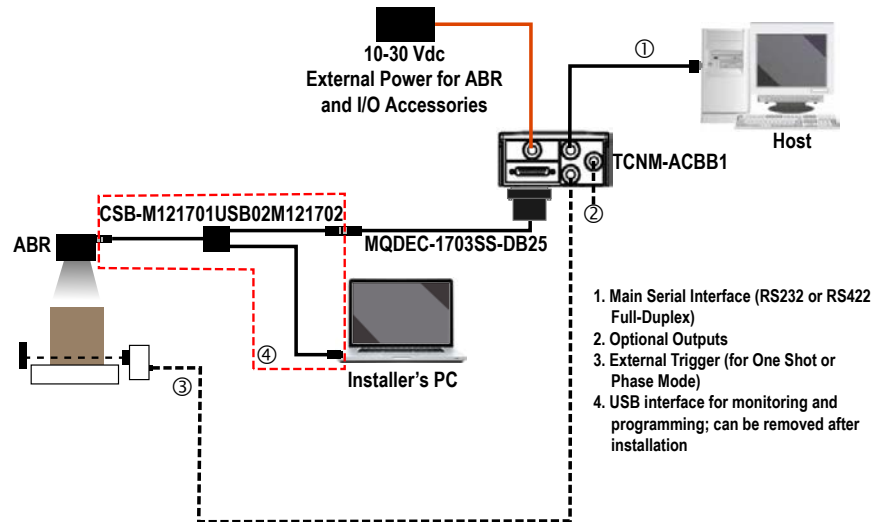 10-30 Vdc
External Power for ABR
and I/O Accessories
①
Host
TCNM-ACBB1
②
CSB-M121701USB02M121702
ABR
MQDEC-1703SS-DB25
④
Installer's PC
③
1. Main Serial Interface (RS232 or RS422
Full-Duplex)
2. Optional Outputs
3. External Trigger (for One Shot or
Phase Mode)
4. USB interface for monitoring and
programming; can be removed after
installation